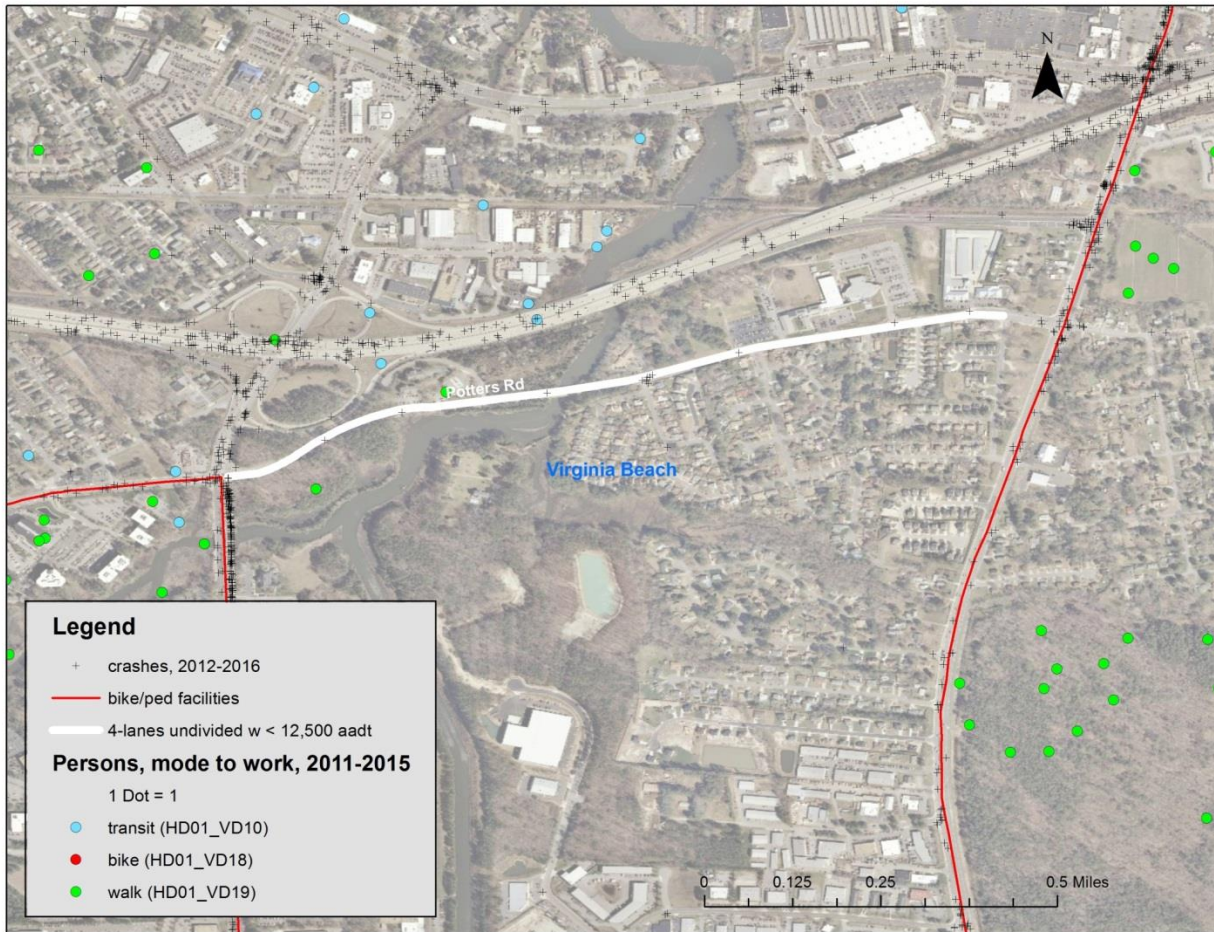 N
Potters Rd
Virginia Beach
Legend
crashes, 2012-2016
bike/ped facilities
4-lanes undivided w < 12,500 aadt
Persons, mode to work, 2011-2015
1 Dot = 1
transit (HD01_VD10)
bike (HD01_VD18)
walk (HD01_VD19)
0 0.125 0.25 0.5 Miles